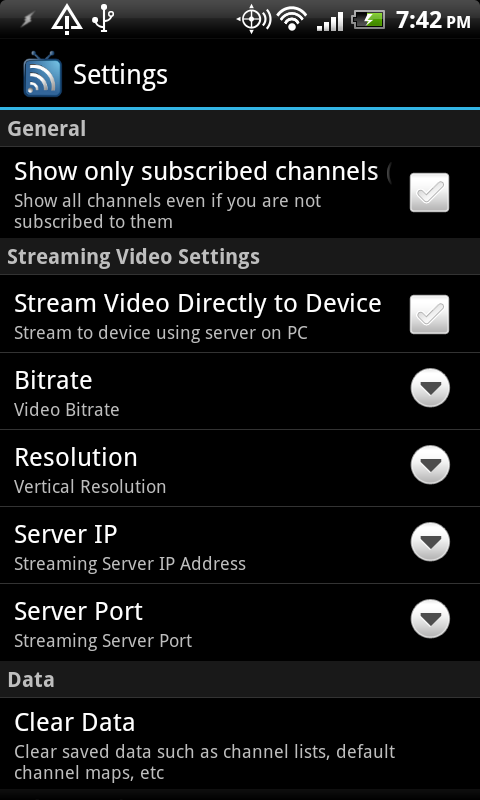 7:42 PM
Settings
General
Show only subscribed channels (
Show all channels even if you are not
subscribed to them
Streaming Video Settings
Stream Video Directly to Device
Stream to device using server on PC
Bitrate
Video Bitrate
Resolution
Vertical Resolution
Server IP
Streaming Server IP Address
Server Port
Streaming Server Port
Data
Clear Data
Clear saved data such as channel lists, default
channel maps, etc